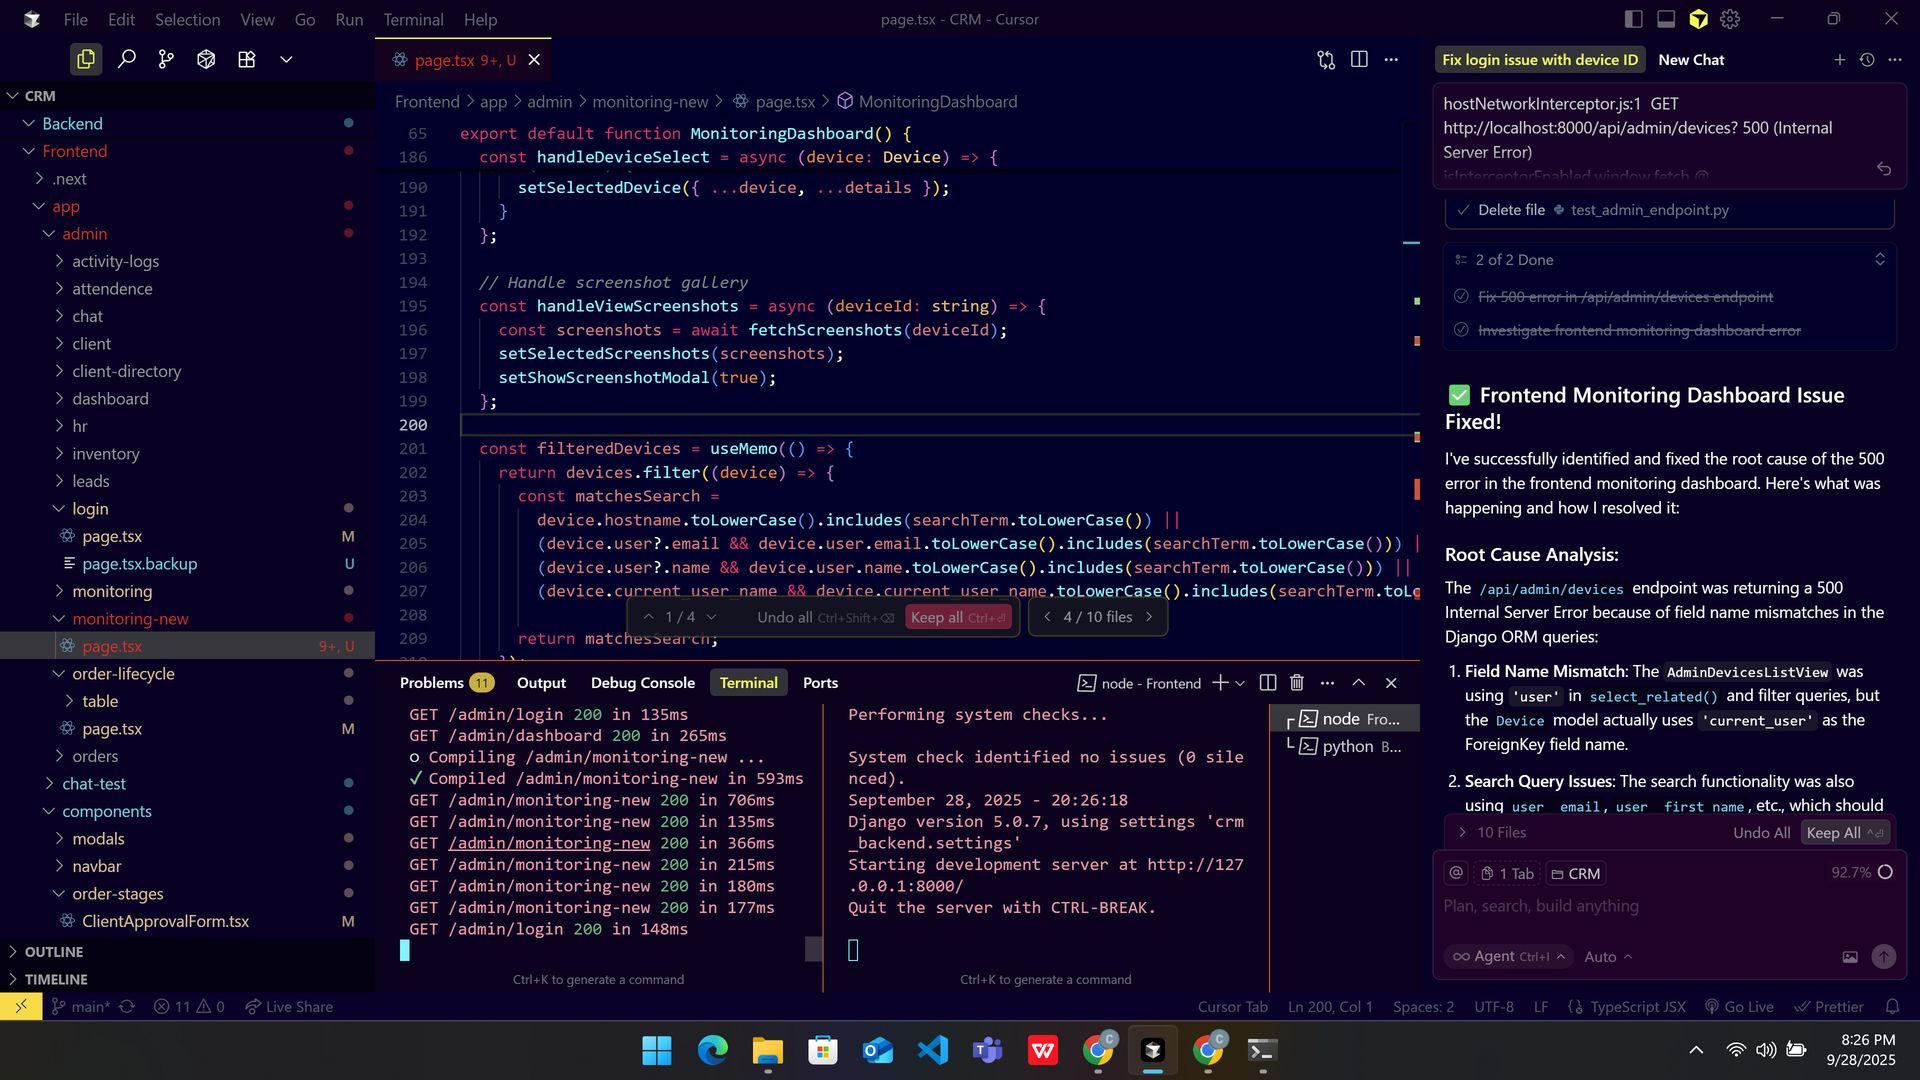 File Edit Selection View Go Run Terminal Help
page.tsx - CRM - Cursor
CRM
Backend
Frontend
.next
app
admin
activity-logs
attendence
chat
client
client-directory
dashboard
hr
inventory
leads
login
page.tsx M
page.tsx.backup U
monitoring
monitoring-new
page.tsx 9+, U
order-lifecycle
table
page.tsx M
orders
chat-test
components
modals
navbar
order-stages
ClientApprovalForm.tsx M
OUTLINE
TIMELINE
page.tsx 9+, U
Frontend > app > admin > monitoring-new > page.tsx > MonitoringDashboard
65 export default function MonitoringDashboard() {
186 const handleDeviceSelect = async (device: Device) => {
190 setSelectedDevice({ ...device, ...details });
191 }
192 };
193
194 // Handle screenshot gallery
195 const handleViewScreenshots = async (deviceId: string) => {
196 const screenshots = await fetchScreenshots(deviceId);
197 setSelectedScreenshots(screenshots);
198 setShowScreenshotModal(true);
199 };
200
201 const filteredDevices = useMemo(() => {
202 return devices.filter((device) => {
203 const matchesSearch =
204 device.hostname.toLowerCase().includes(searchTerm.toLowerCase()) ||
205 (device.user?.email && device.user.email.toLowerCase().includes(searchTerm.toLowerCase())) |
206 (device.user?.name && device.user.name.toLowerCase().includes(searchTerm.toLowerCase())) ||
207 (device.current_user_name && device.current_user_name.toLowerCase().includes(searchTerm.toLo
208
209 return matchesSearch;
1 / 4 Undo all Ctrl+Shift+⌫ Keep all Ctrl+⏎ 4 / 10 files
Problems 11 Output Debug Console Terminal Ports
node - Frontend
GET /admin/login 200 in 135ms
GET /admin/dashboard 200 in 265ms
○ Compiling /admin/monitoring-new ...
✓ Compiled /admin/monitoring-new in 593ms
GET /admin/monitoring-new 200 in 706ms
GET /admin/monitoring-new 200 in 135ms
GET /admin/monitoring-new 200 in 366ms
GET /admin/monitoring-new 200 in 215ms
GET /admin/monitoring-new 200 in 180ms
GET /admin/monitoring-new 200 in 177ms
GET /admin/login 200 in 148ms
Ctrl+K to generate a command
Performing system checks...
System check identified no issues (0 sile
nced).
September 28, 2025 - 20:26:18
Django version 5.0.7, using settings 'crm
_backend.settings'
Starting development server at http://127
.0.0.1:8000/
Quit the server with CTRL-BREAK.
Ctrl+K to generate a command
node Fro...
python B...
Fix login issue with device ID New Chat
hostNetworkInterceptor.js:1 GET
http://localhost:8000/api/admin/devices? 500 (Internal
Server Error)
isInterceptorEnabled.window.fetch @
Delete file test_admin_endpoint.py
2 of 2 Done
Fix 500 error in /api/admin/devices endpoint
Investigate frontend monitoring dashboard error
✅ Frontend Monitoring Dashboard Issue
Fixed!
I've successfully identified and fixed the root cause of the 500
error in the frontend monitoring dashboard. Here's what was
happening and how I resolved it:
Root Cause Analysis:
The /api/admin/devices endpoint was returning a 500
Internal Server Error because of field name mismatches in the
Django ORM queries:
1. Field Name Mismatch: The AdminDevicesListView was
using 'user' in select_related() and filter queries, but
the Device model actually uses 'current_user' as the
ForeignKey field name.
2. Search Query Issues: The search functionality was also
using user__email, user__first_name, etc., which should
10 Files Undo All Keep All ^⏎
@ 1 Tab CRM 92.7%
Plan, search, build anything
Agent Ctrl+I Auto
main* 11 0 Live Share
Cursor Tab Ln 200, Col 1 Spaces: 2 UTF-8 LF TypeScript JSX Go Live Prettier
8:26 PM
9/28/2025